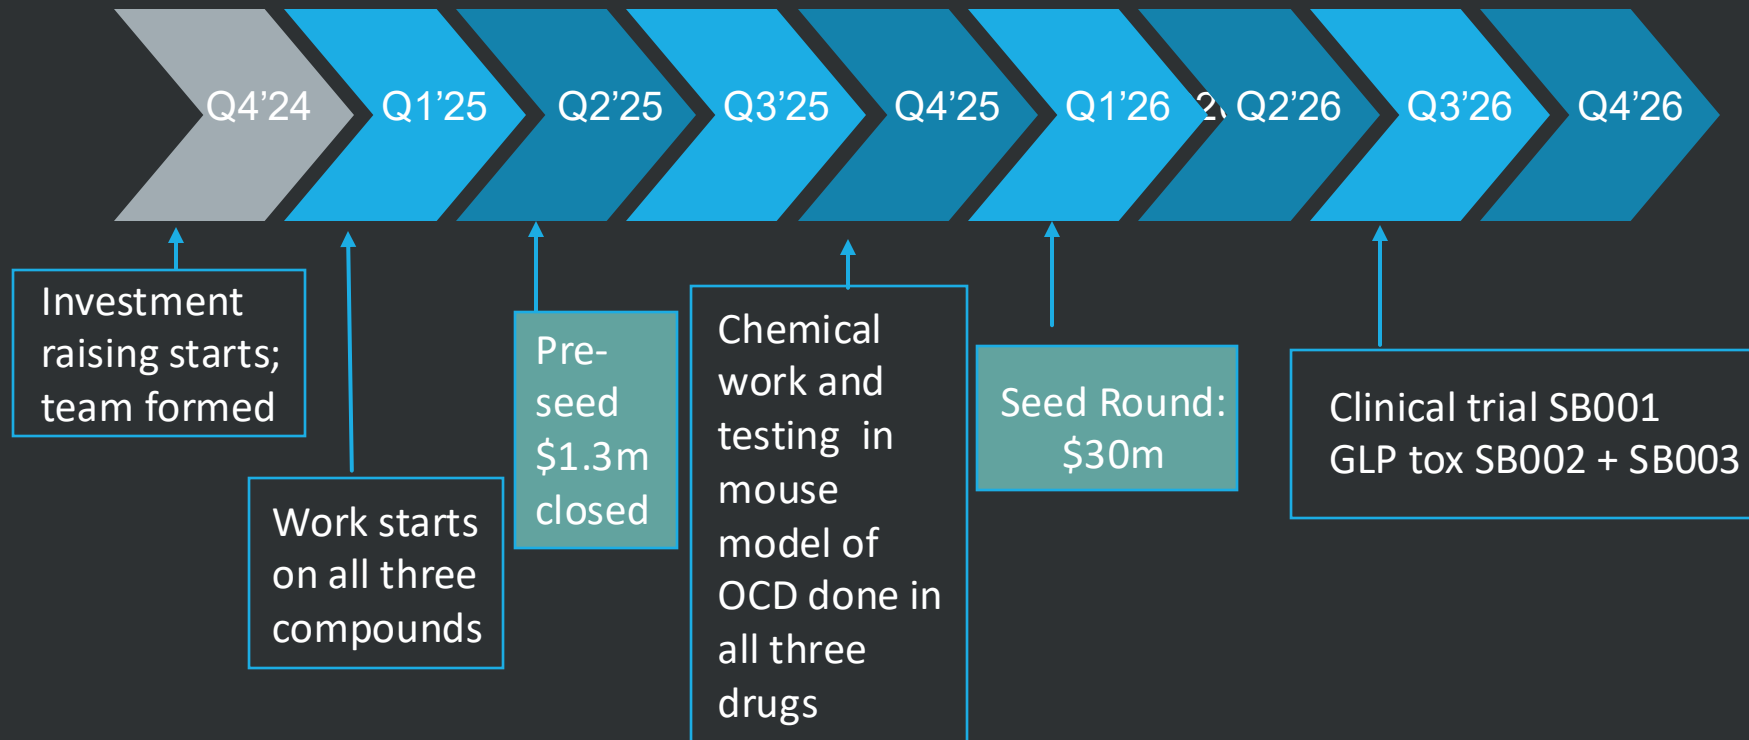 Q4’24
Q1’25
Q2’25
Q3’25
Q4’25
Q1’26
Q2’26
Q3’26
Q4’26
Investment
raising starts;
team formed
Work starts
on all three
compounds
Pre-
seed
$1.3m
closed
Chemical
work and
testing in
mouse
model of
OCD done in
all three
drugs
Seed Round:
$30m
Clinical trial SB001
GLP tox SB002 + SB003